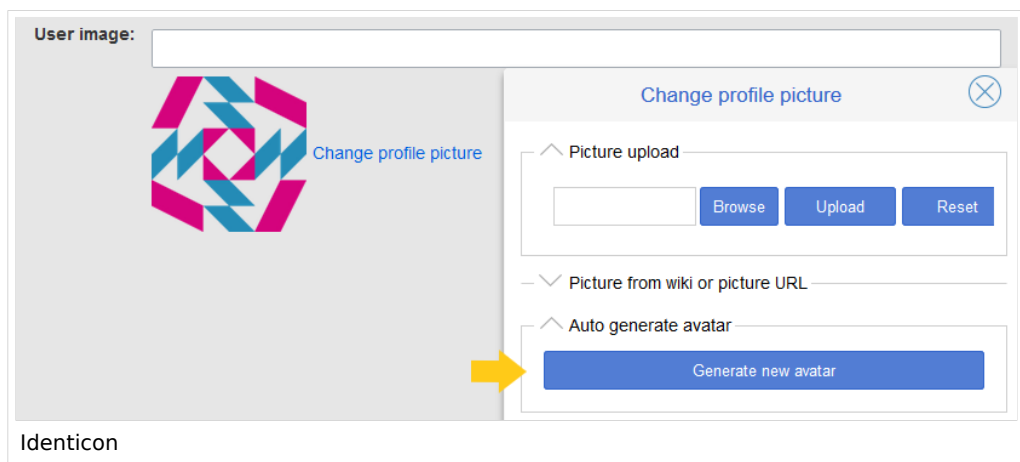 User image:
Change profile picture
Change profile picture
Picture upload
Browse Upload Reset
Picture from wiki or picture URL
Auto generate avatar
Generate new avatar
Identicon